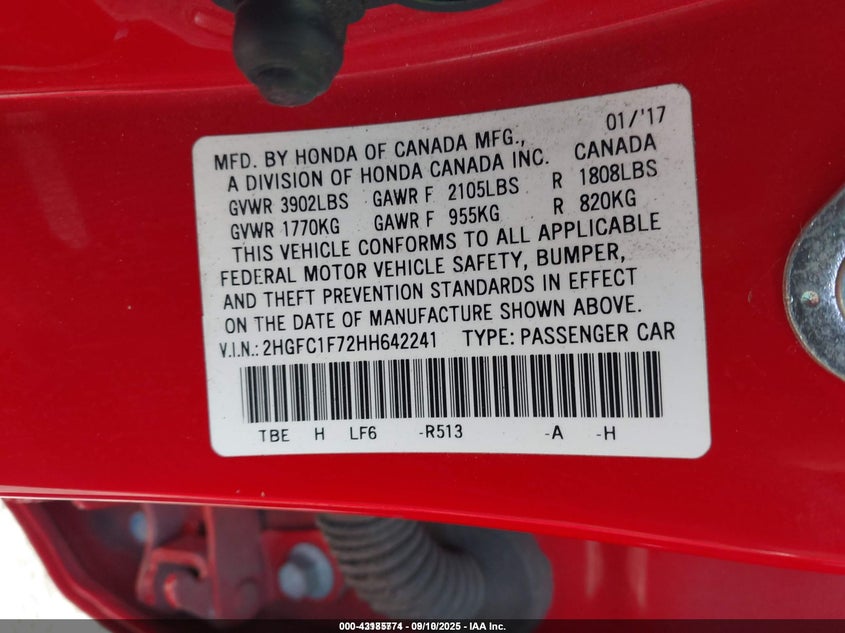 01/'17
MFD. BY HONDA OF CANADA MFG.,
A DIVISION OF HONDA CANADA INC. CANADA
GVWR 3902LBS GAWR F 2105LBS R 1808LBS
GVWR 1770KG GAWR F 955KG R 820KG
THIS VEHICLE CONFORMS TO ALL APPLICABLE
FEDERAL MOTOR VEHICLE SAFETY, BUMPER,
AND THEFT PREVENTION STANDARDS IN EFFECT
ON THE DATE OF MANUFACTURE SHOWN ABOVE.
V.I.N.: 2HGFC1F72HH642241 TYPE: PASSENGER CAR
TBE H LF6 -R513 -A -H
09/10/2025 - IAA Inc.